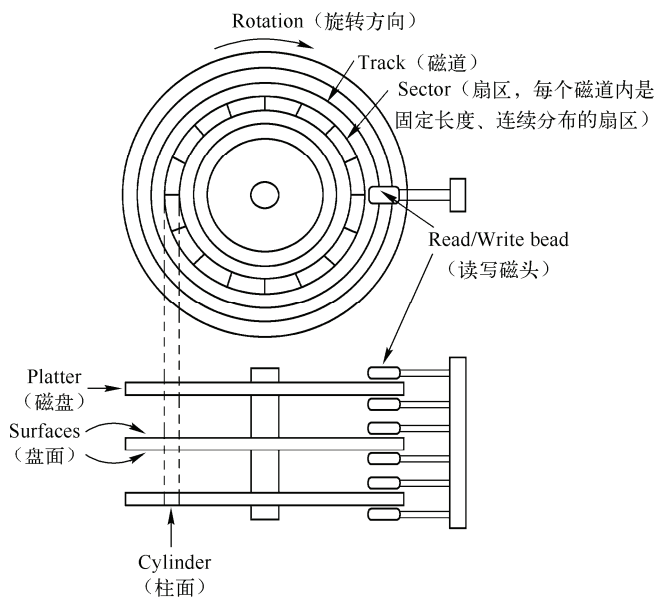 Rotation（旋转方向）
Track（磁道）
Sector（扇区，每个磁道内是
固定长度、连续分布的扇区）
Read/Write bead
（读写磁头）
Platter
（磁盘）
Surfaces
（盘面）
Cylinder
（柱面）